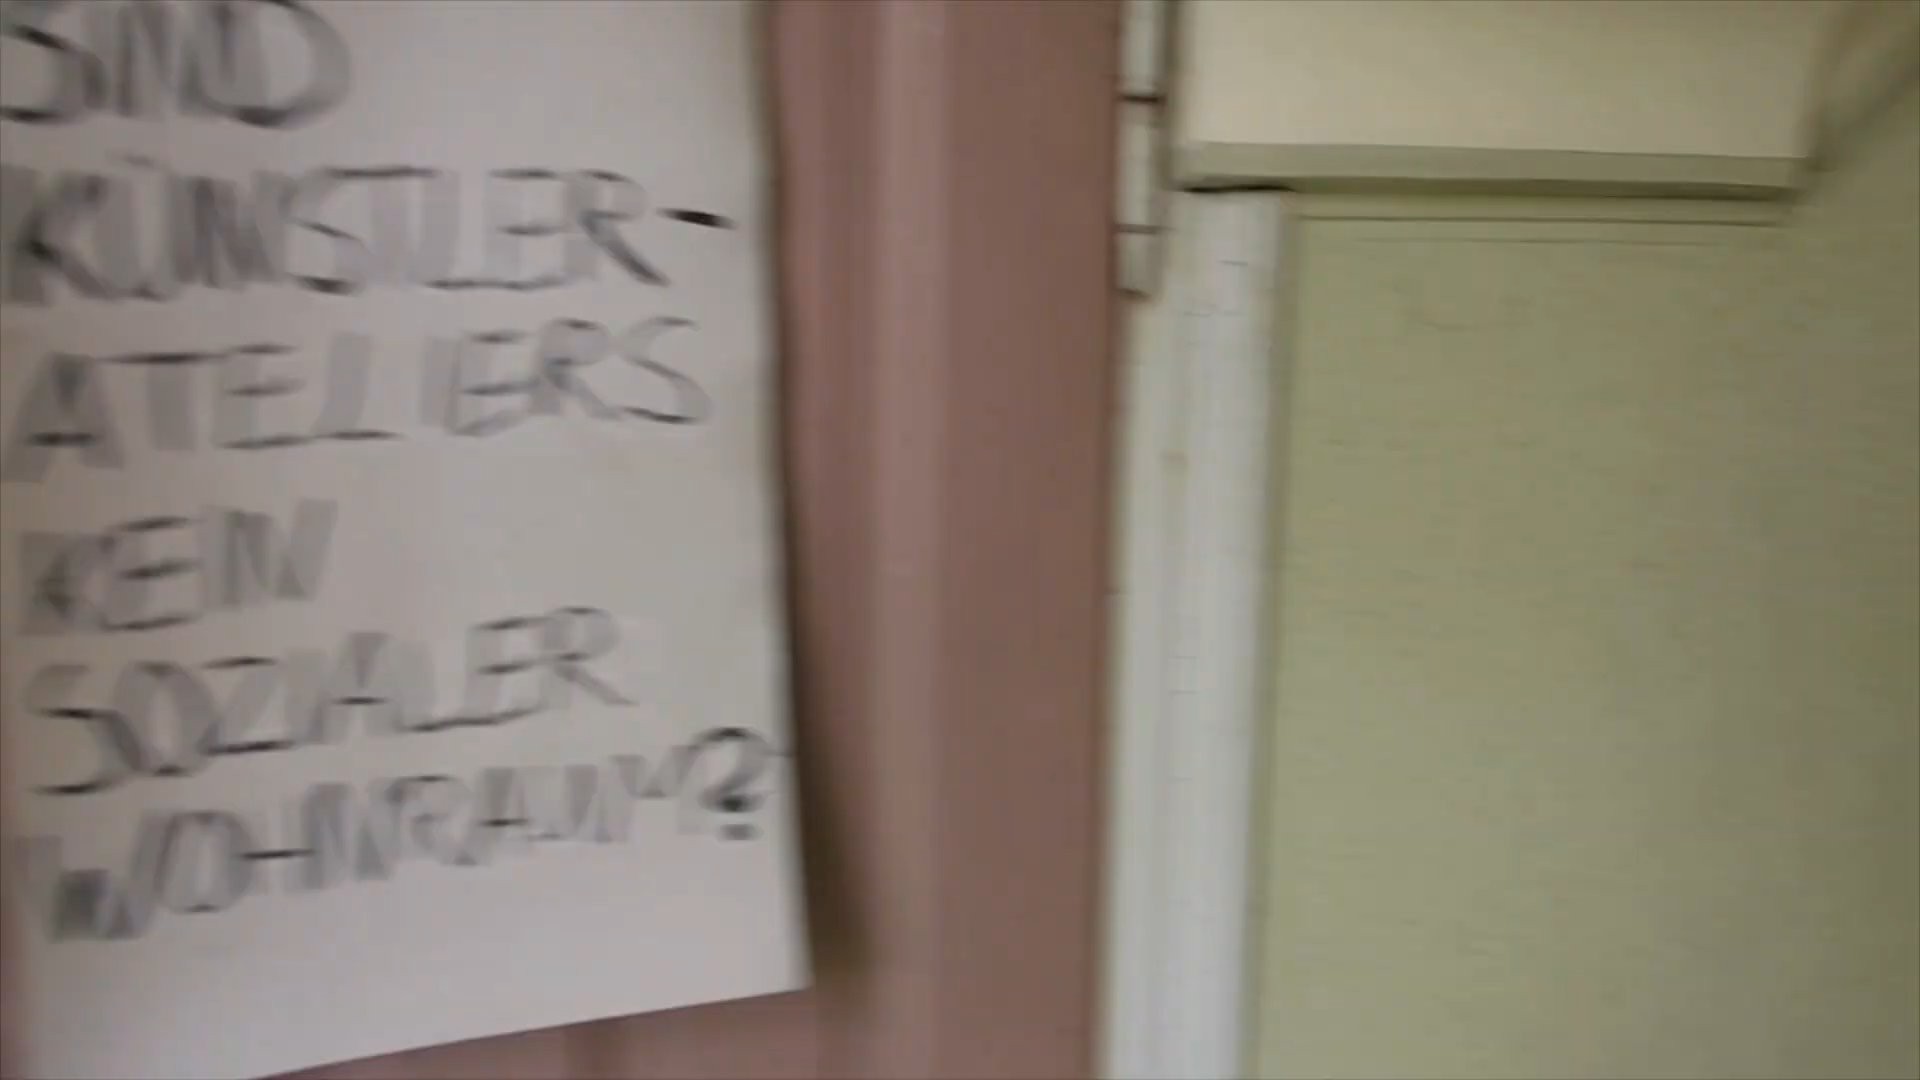 SIND
KÜNSTLER-
ATELIERS
KEIN
SOZIALER
WOHNRAUM?